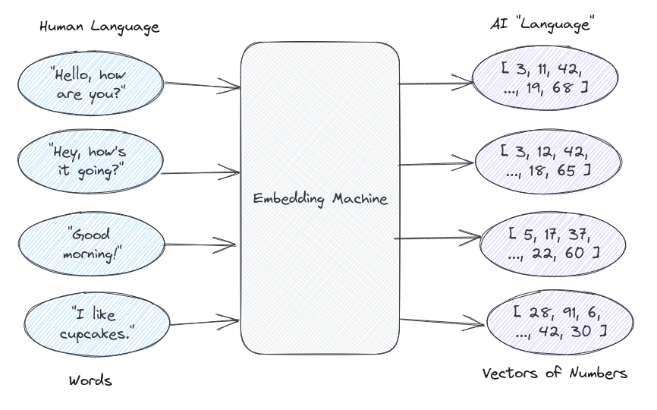 Human Language
AI "Language"
"Hello, how
are you?"
[ 3, 11, 42,
..., 19, 68 ]
"Hey, how's
it going?"
[ 3, 12, 42,
..., 18, 65 ]
Embedding Machine
"Good
morning!"
[ 5, 17, 37,
..., 22, 60 ]
"I like
cupcakes."
[ 28, 91, 6,
..., 42, 30 ]
Words
Vectors of Numbers